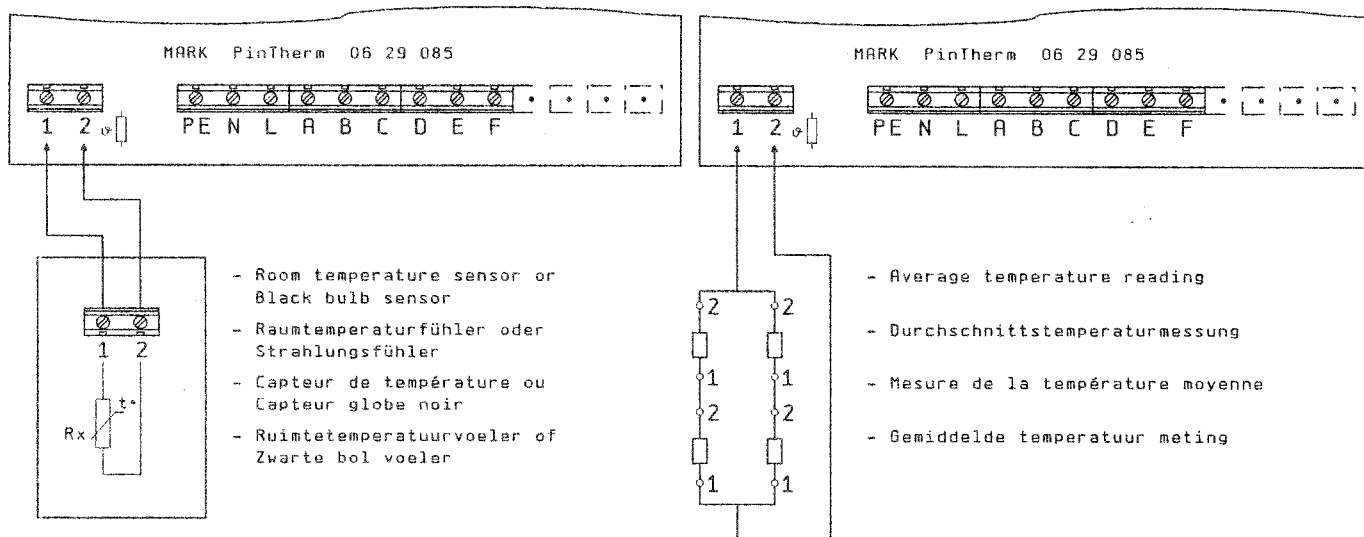 MARK PinTherm 06 29 085
1 2 ϑ
PE N L A B C D E F
1 2
Rx t°
- Room temperature sensor or
Black bulb sensor
- Raumtemperaturfühler oder
Strahlungsfühler
- Capteur de température ou
Capteur globe noir
- Ruimtetemperatuurvoeler of
Zwarte bol voeler
MARK PinTherm 06 29 085
1 2 ϑ
PE N L A B C D E F
2 2
1 1
2 2
1 1
- Average temperature reading
- Durchschnittstemperaturmessung
- Mesure de la température moyenne
- Gemiddelde temperatuur meting